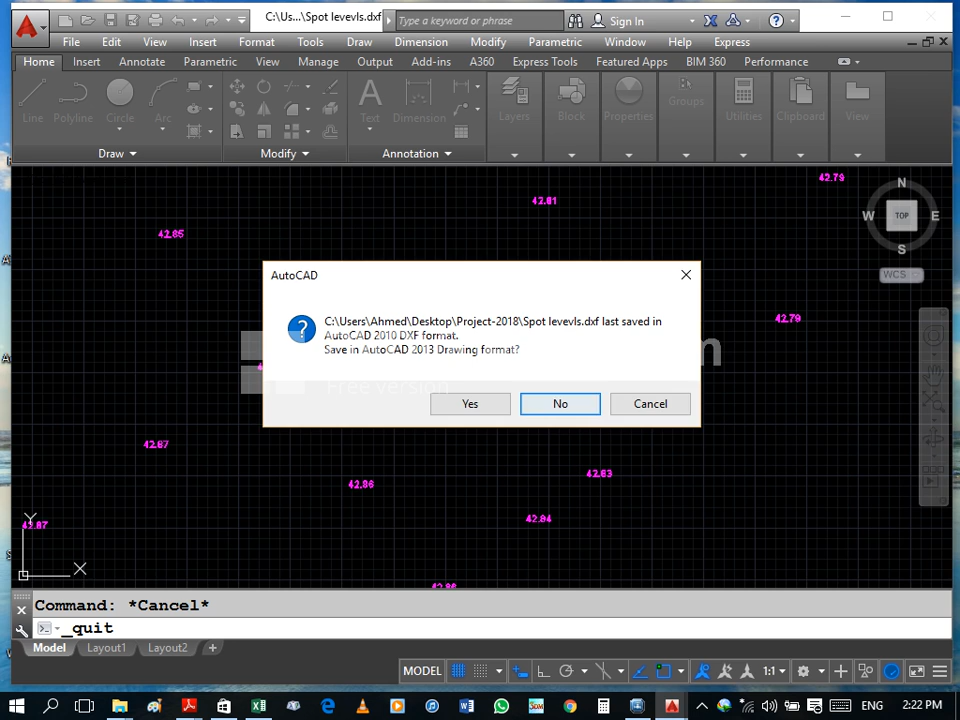 C:\Us...\Spot levevls.dxf
Type a keyword or phrase
Sign In
File Edit View Insert Format Tools Draw Dimension Modify Parametric Window Help Express
Home Insert Annotate Parametric View Manage Output Add-ins A360 Express Tools Featured Apps BIM 360 Performance
Line Polyline Circle Arc Text Dimension Layers Block Properties Groups Utilities Clipboard View
Draw Modify Annotation
42.79
42.81
42.85
N
W TOP E
S
WCS
AutoCAD
C:\Users\Ahmed\Desktop\Project-2018\Spot levevls.dxf last saved in
AutoCAD 2010 DXF format.
Save in AutoCAD 2013 Drawing format?
Free version
Yes No Cancel
42.79
42.87
42.86
42.83
42.84
42.87
Y
X
Command: *Cancel*
_quit
Model Layout1 Layout2 +
MODEL 1:1
ENG 2:22 PM